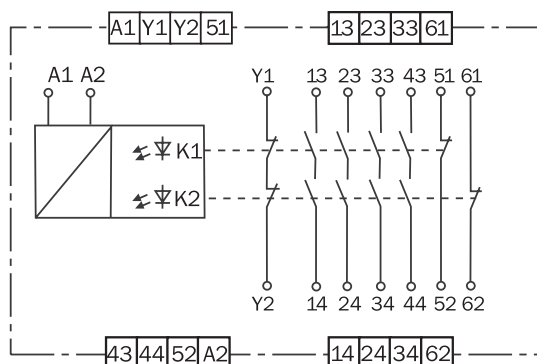 A1 Y1 Y2 51 13 23 33 61
A1 A2 Y1 13 23 33 43 51 61
K1
K2
Y2 14 24 34 44 52 62
43 44 52 A2 14 24 34 62